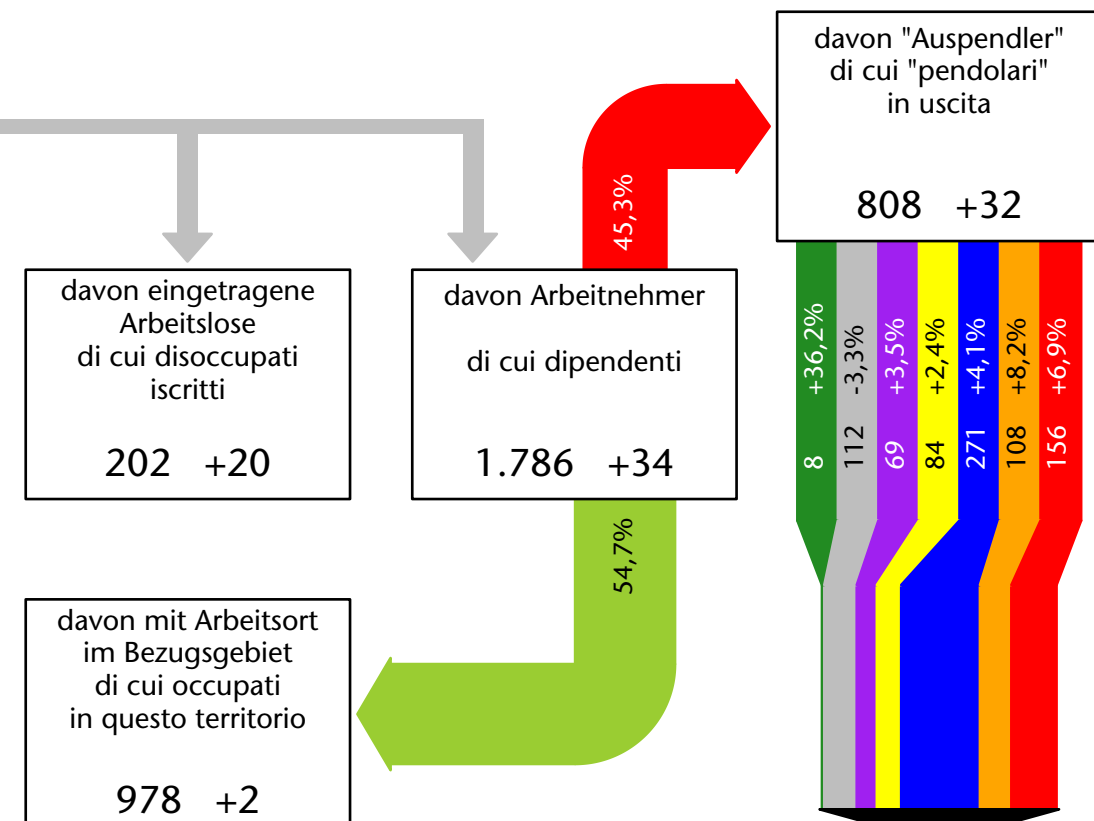 davon "Auspendler"
di cui "pendolari"
in uscita
808 +32
45,3%
davon eingetragene
Arbeitslose
di cui disoccupati
iscritti
202 +20
davon Arbeitnehmer
di cui dipendenti
1.786 +34
8 +36,2%
112 -3,3%
69 +3,5%
84 +2,4%
271 +4,1%
108 +8,2%
156 +6,9%
54,7%
davon mit Arbeitsort
im Bezugsgebiet
di cui occupati
in questo territorio
978 +2